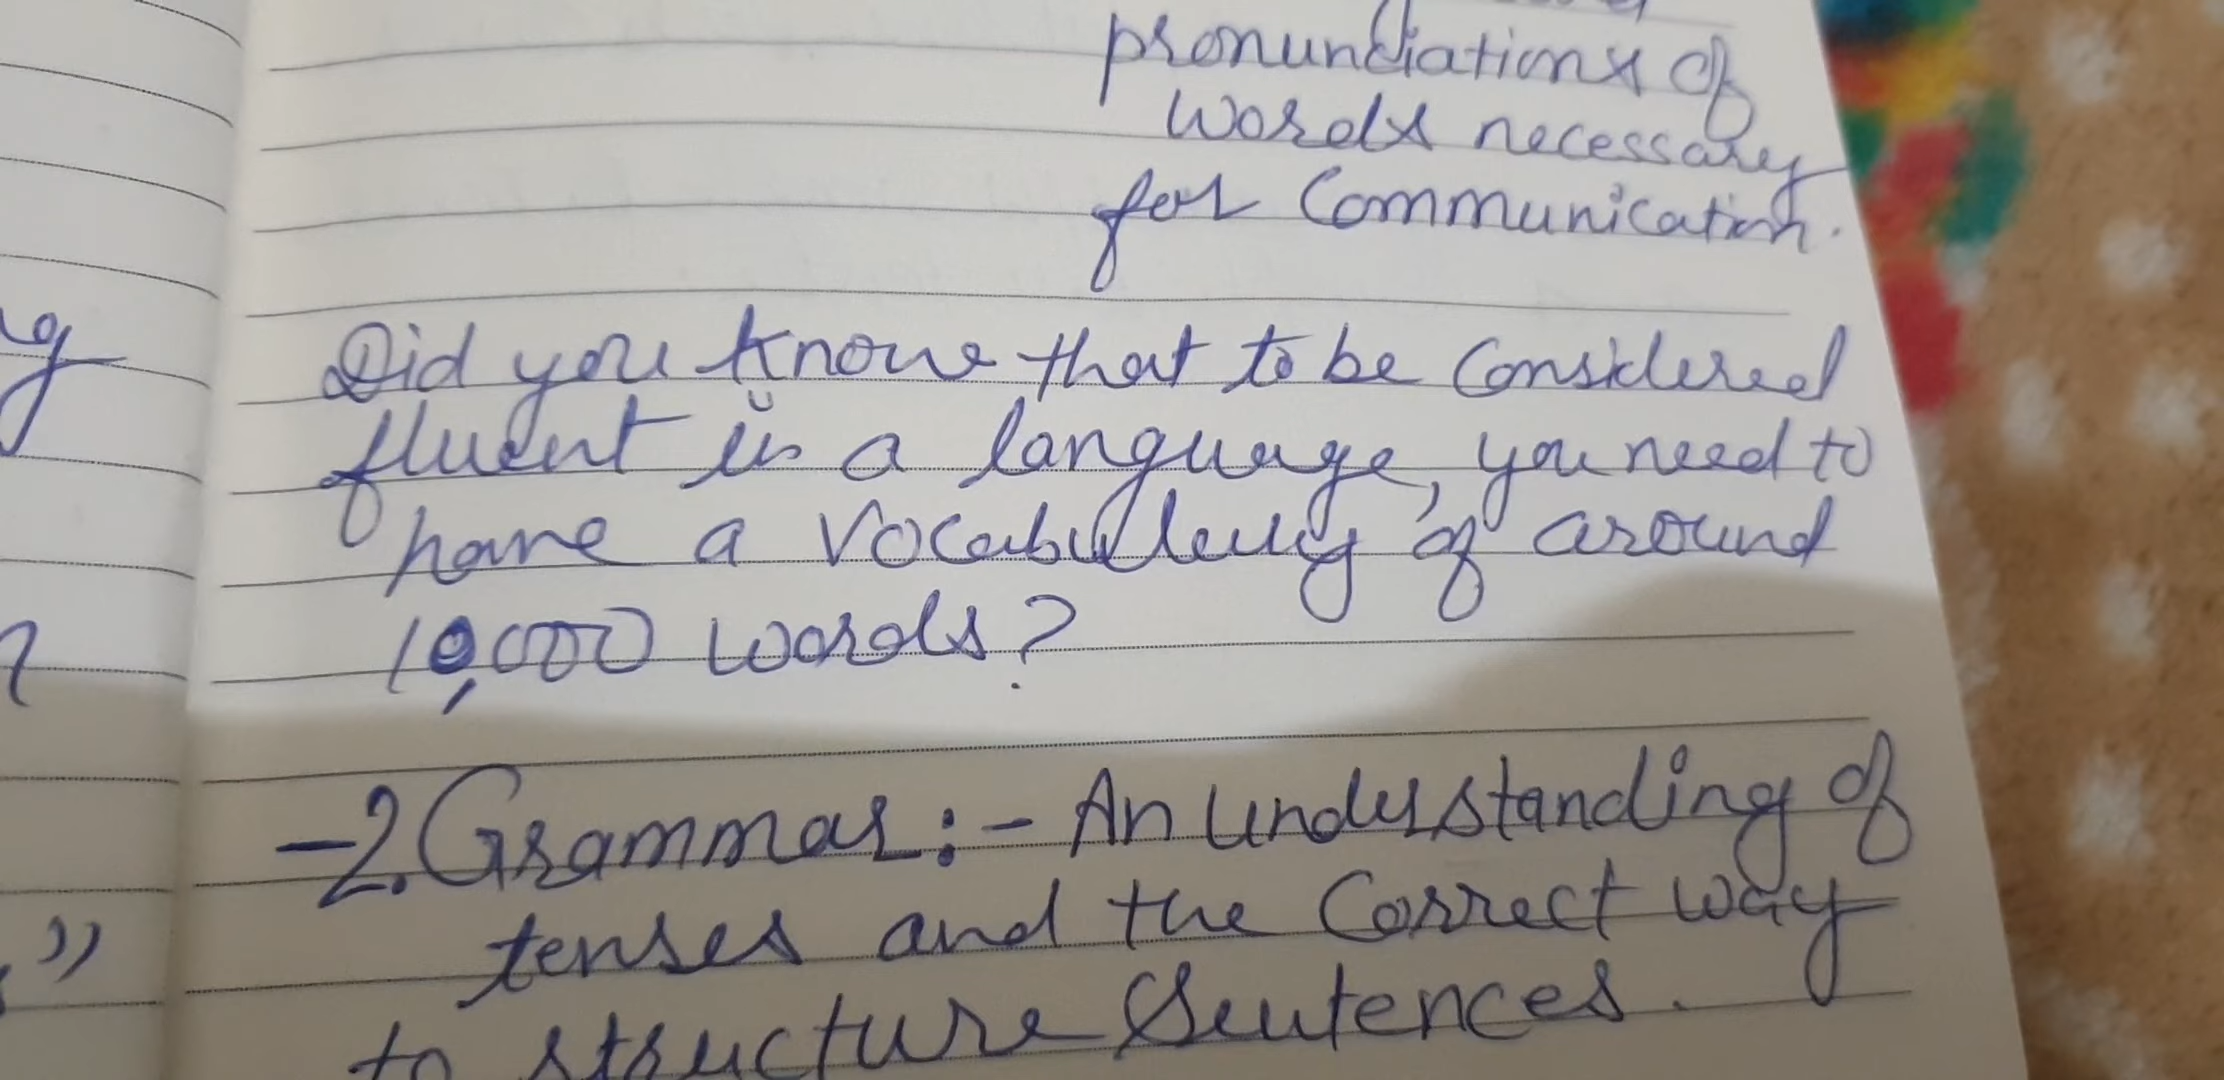 pronunciations of
words necessary
for Communication.
Did you know that to be Considered
fluent in a language, you need to
have a Vocabulary of around
10,000 words?
-2. Grammar :- An Understanding of
tenses and the Correct way
to structure Sentences.